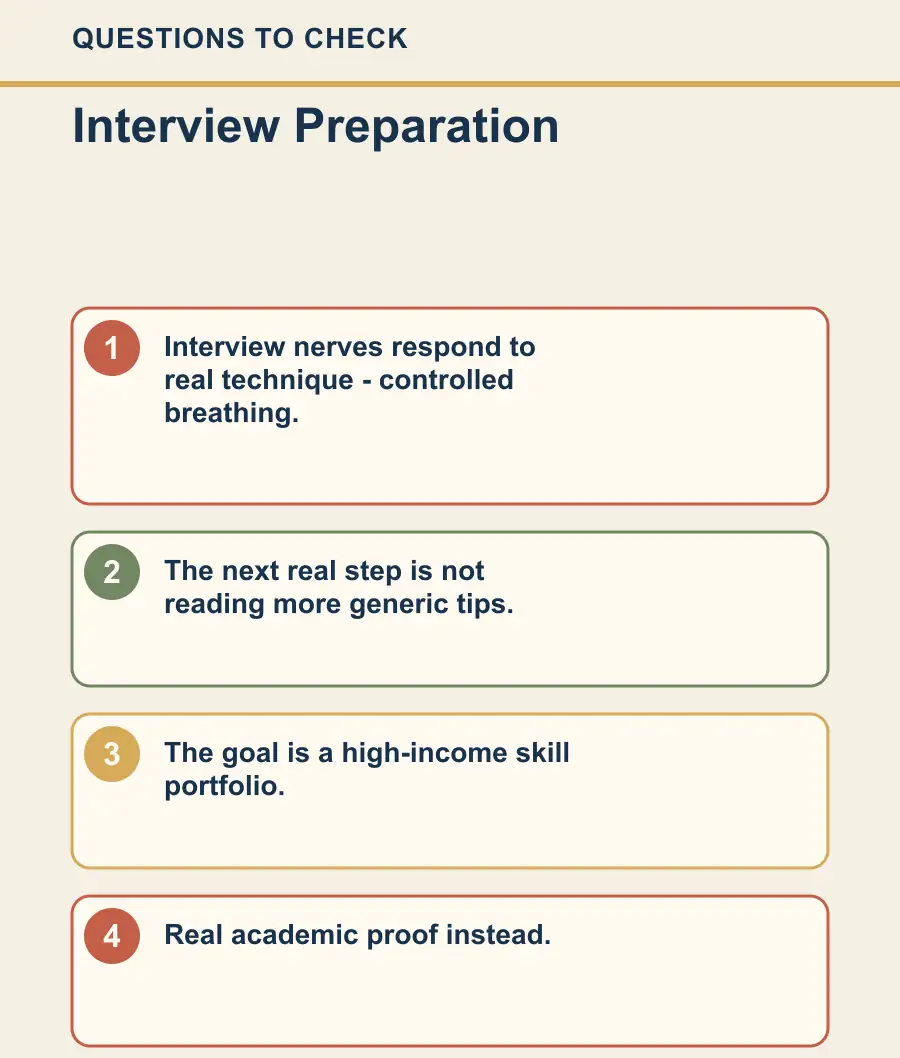 QUESTIONS TO CHECK
Interview Preparation
1
Interview nerves respond to
real technique - controlled
breathing.
2
The next real step is not
reading more generic tips.
3
The goal is a high-income skill
portfolio.
4
Real academic proof instead.